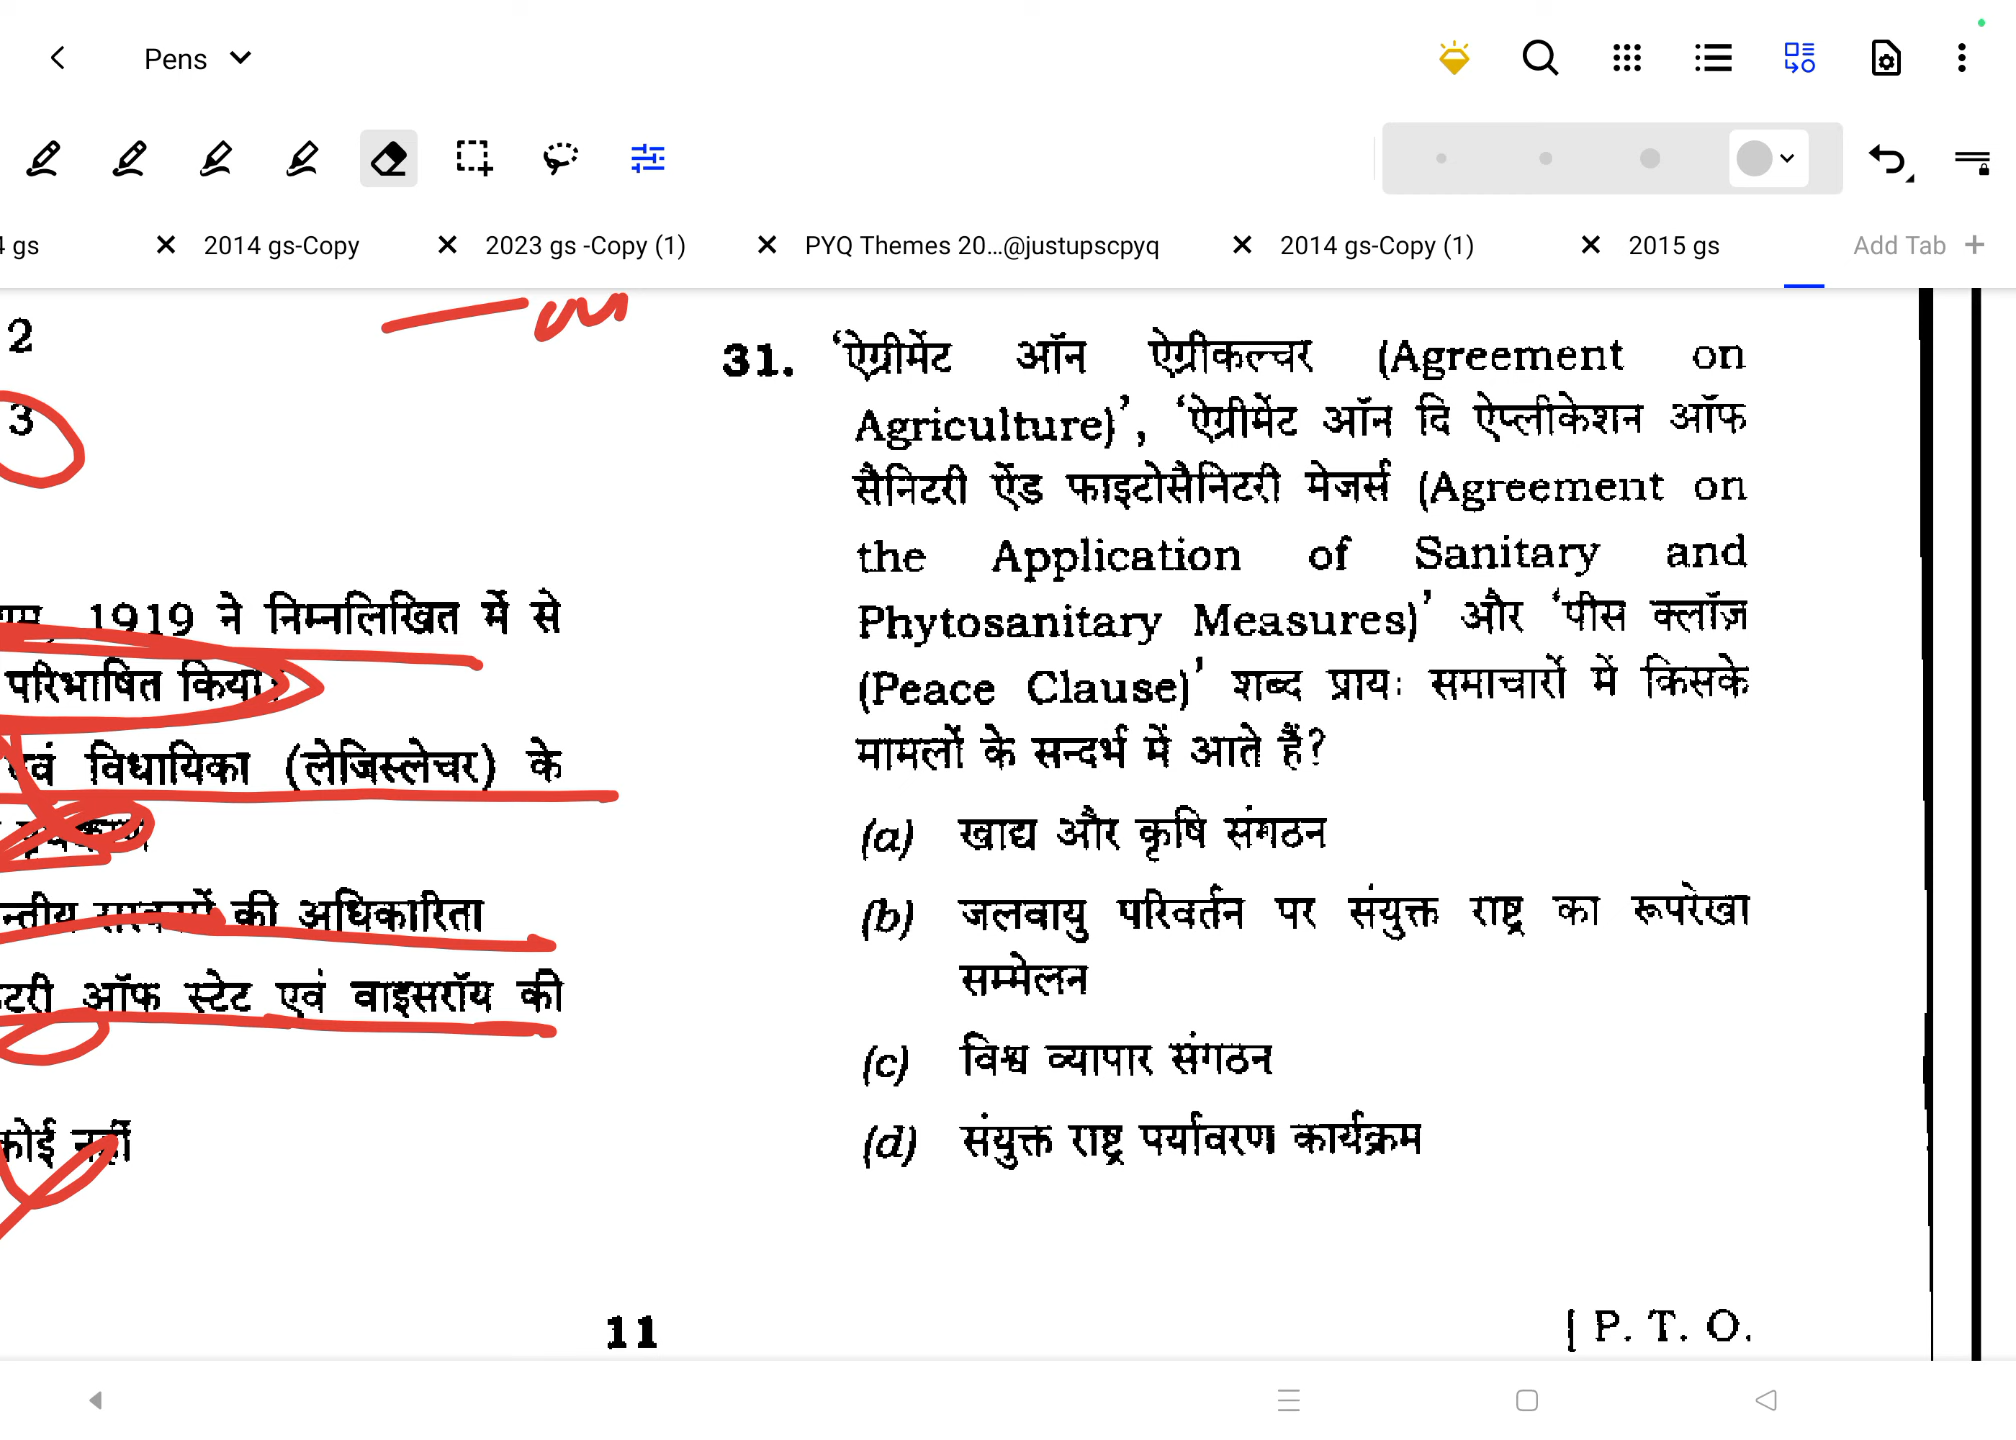 Pens
4 gs
2014 gs-Copy
2023 gs -Copy (1)
PYQ Themes 20...@justupscpyq
2014 gs-Copy (1)
2015 gs
Add Tab +
2
3
1919 ने निम्नलिखित में से
परिभाषित किया?
एवं विधायिका (लेजिस्लेचर) के
की अधिकारिता
ऑफ स्टेट एवं वाइसरॉय की
कोई नहीं
31. ‘ऐग्रीमेंट ऑन ऐग्रीकल्चर (Agreement on
Agriculture)’, ‘ऐग्रीमेंट ऑन दि ऐप्लीकेशन ऑफ
सैनिटरी ऐंड फाइटोसैनिटरी मेजर्स (Agreement on
the Application of Sanitary and
Phytosanitary Measures)’ और ‘पीस क्लॉज़
(Peace Clause)’ शब्द प्रायः समाचारों में किसके
मामलों के सन्दर्भ में आते हैं?
(a) खाद्य और कृषि संगठन
(b) जलवायु परिवर्तन पर संयुक्त राष्ट्र का रूपरेखा
सम्मेलन
(c) विश्व व्यापार संगठन
(d) संयुक्त राष्ट्र पर्यावरण कार्यक्रम
11
[ P. T. O.